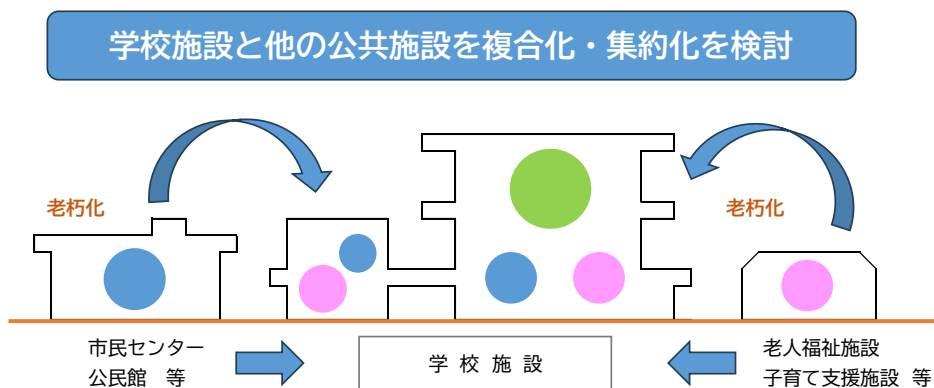 学校施設と他の公共施設を複合化・集約化を検討
老朽化
老朽化
市民センター
公民館 等
学校施設
老人福祉施設
子育て支援施設 等